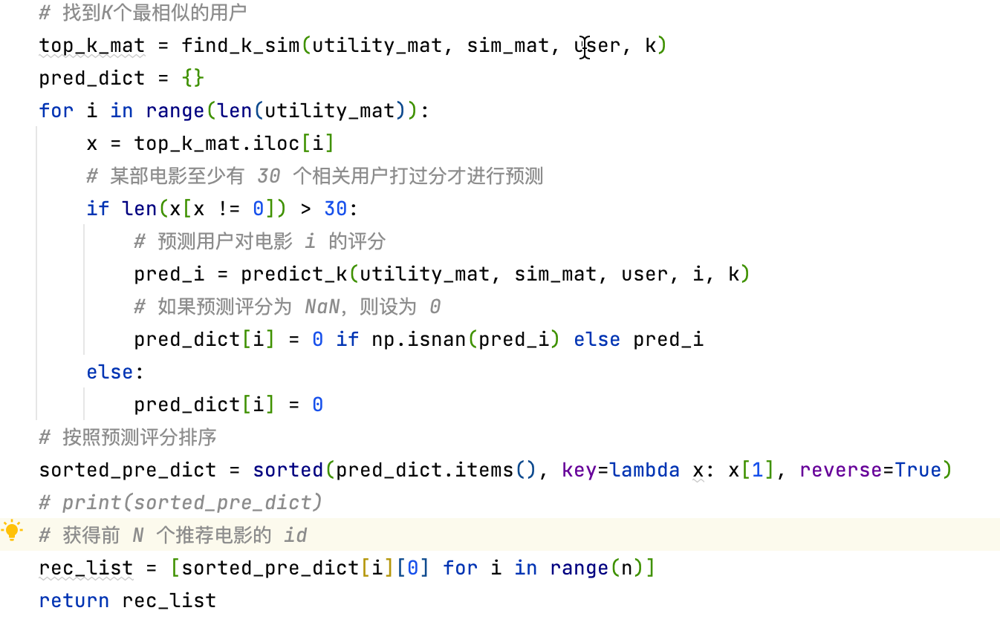 # 找到K个最相似的用户
top_k_mat = find_k_sim(utility_mat, sim_mat, user, k)
pred_dict = {}
for i in range(len(utility_mat)):
    x = top_k_mat.iloc[i]
    # 某部电影至少有 30 个相关用户打过分才进行预测
    if len(x[x != 0]) > 30:
        # 预测用户对电影 i 的评分
        pred_i = predict_k(utility_mat, sim_mat, user, i, k)
        # 如果预测评分为 NaN，则设为 0
        pred_dict[i] = 0 if np.isnan(pred_i) else pred_i
    else:
        pred_dict[i] = 0
# 按照预测评分排序
sorted_pre_dict = sorted(pred_dict.items(), key=lambda x: x[1], reverse=True)
# print(sorted_pre_dict)
# 获得前 N 个推荐电影的 id
rec_list = [sorted_pre_dict[i][0] for i in range(n)]
return rec_list